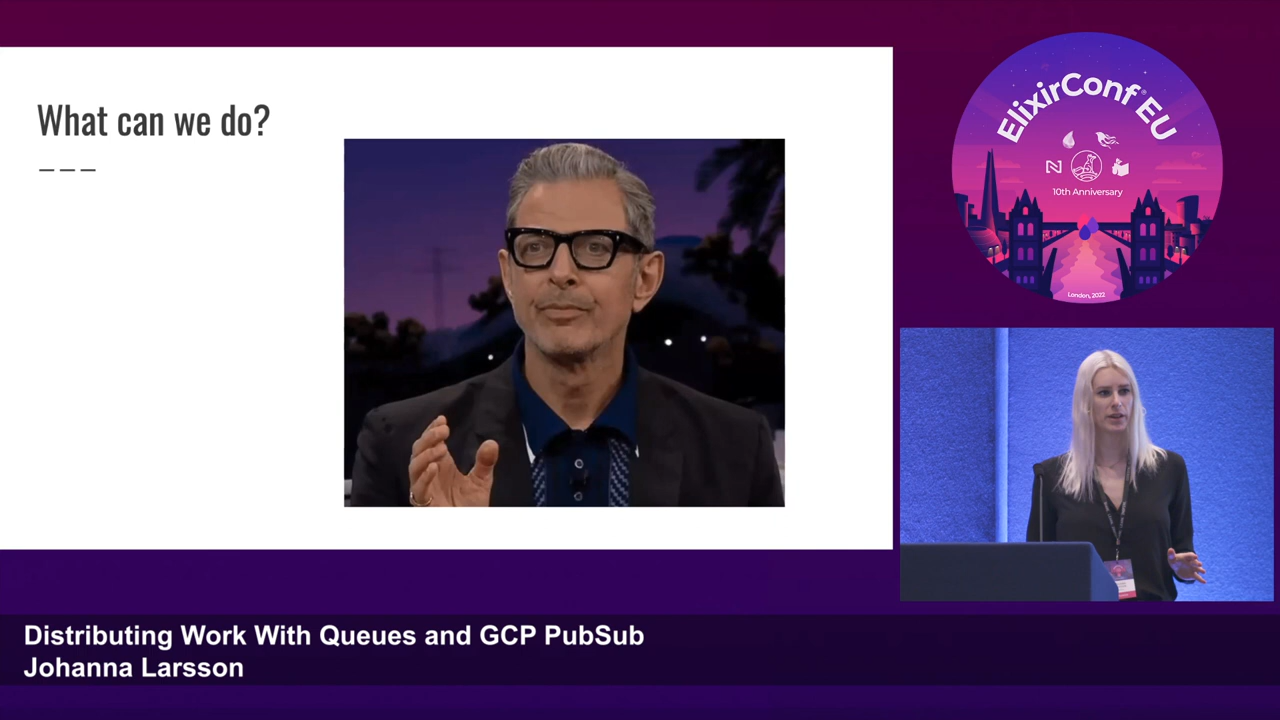 What can we do?
ElixirConf EU
10th Anniversary
London, 2022
Distributing Work With Queues and GCP PubSub
Johanna Larsson